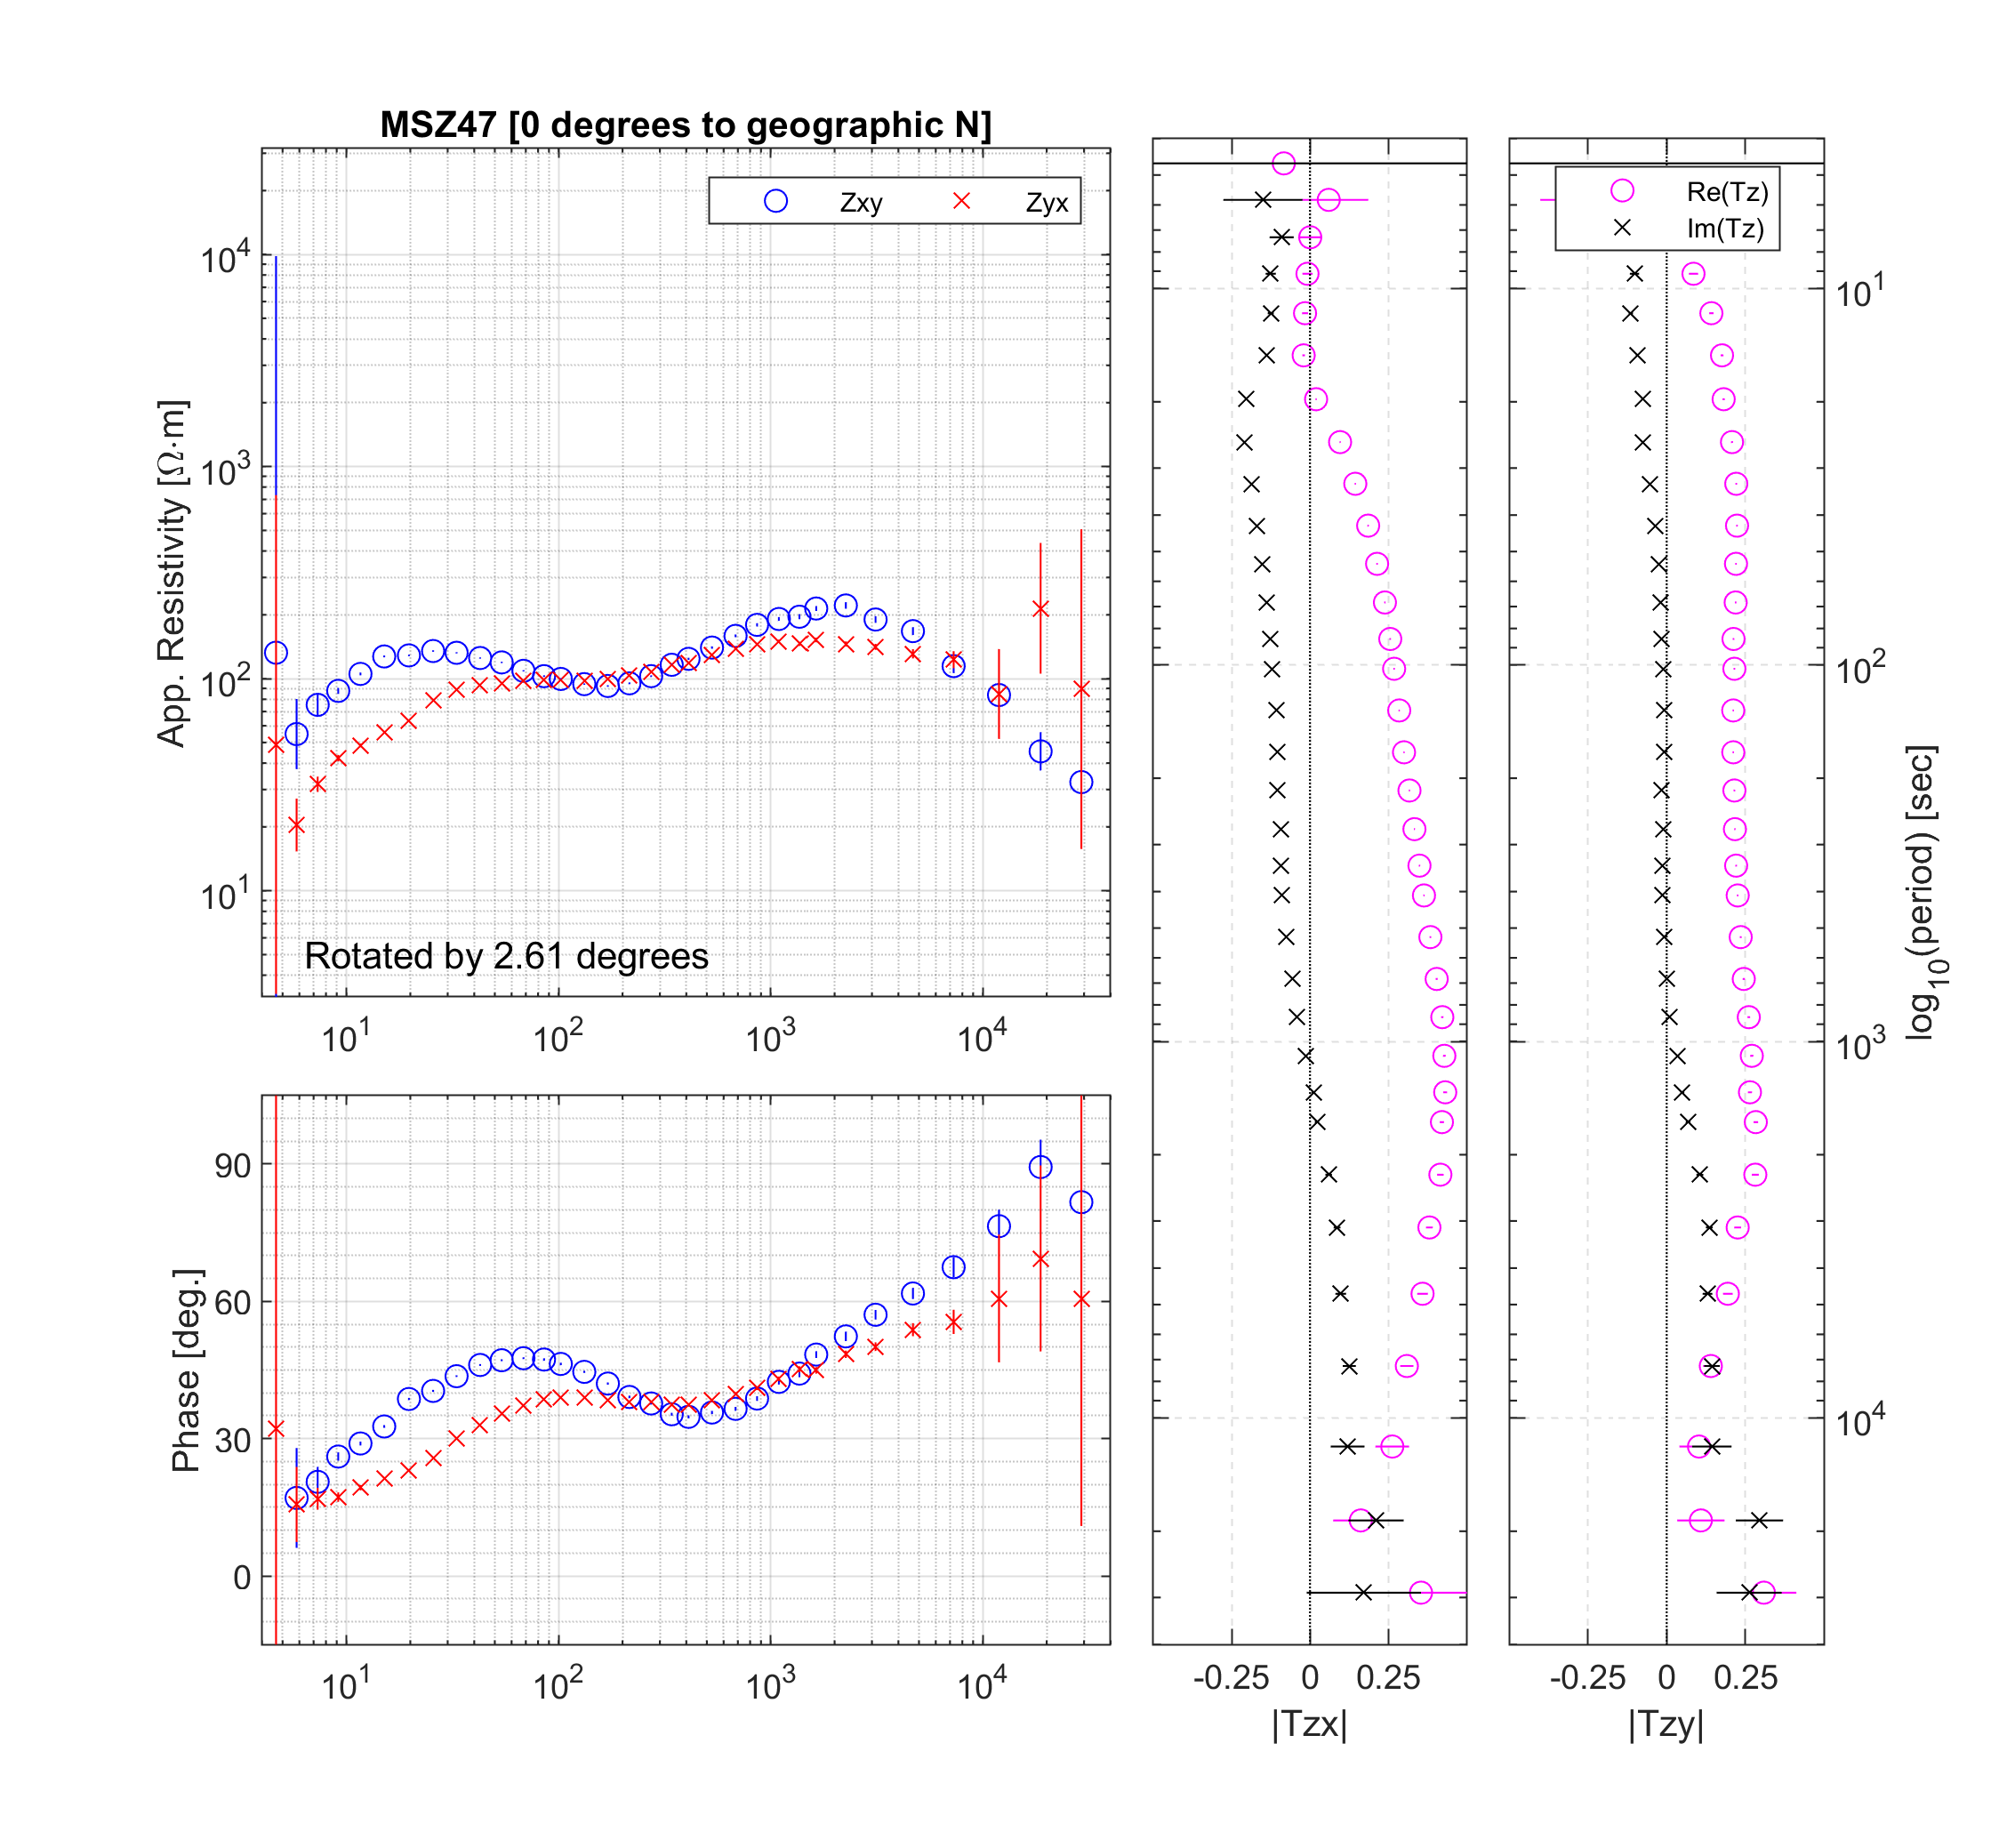 MSZ47 [0 degrees to geographic N]
Zxy Zyx
App. Resistivity [Ω·m]
10^4
10^3
10^2
10^1
Rotated by 2.61 degrees
10^1 10^2 10^3 10^4
Phase [deg.]
90
60
30
0
10^1 10^2 10^3 10^4
Re(Tz)
Im(Tz)
-0.25 0 0.25
|Tzx|
-0.25 0 0.25
|Tzy|
10^1
10^2
10^3
10^4
log_10(period) [sec]